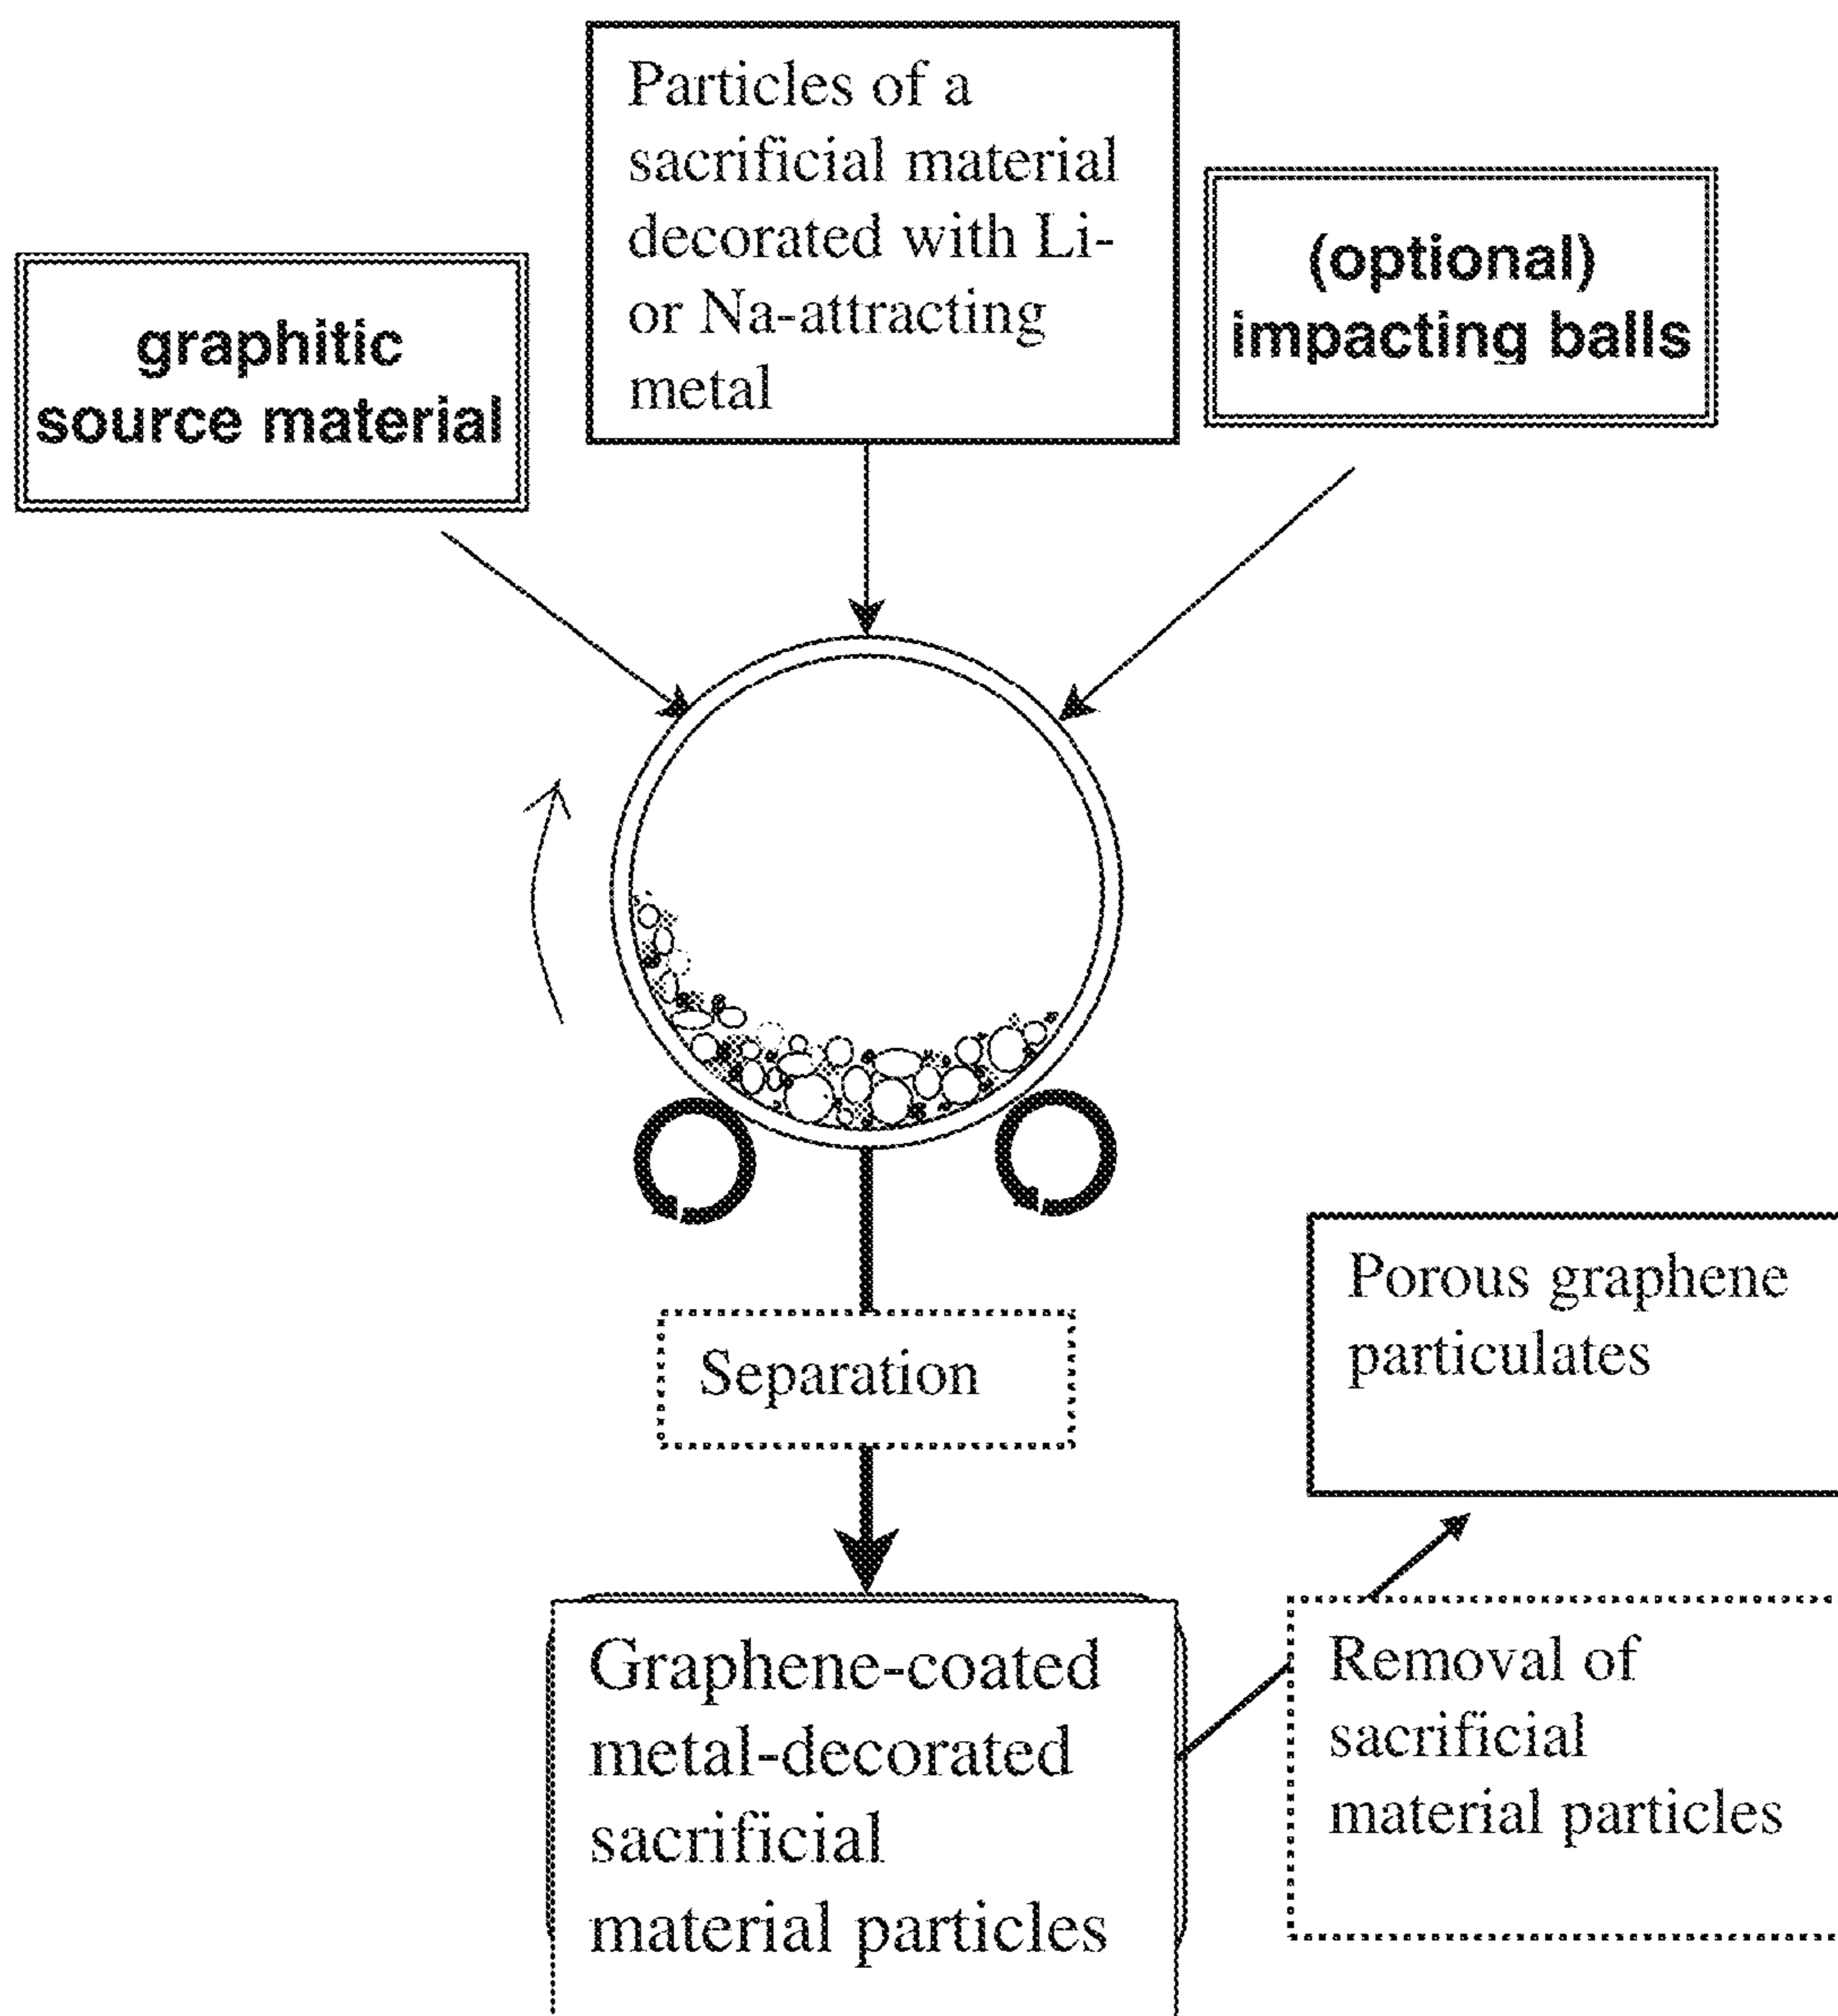 Particles of a
sacrificial material
decorated with Li-
or Na-attracting
metal
(optional)
impacting balls
graphitic
source material
Separation
Porous graphene
particulates
Graphene-coated
metal-decorated
sacrificial
material particles
Removal of
sacrificial
material particles